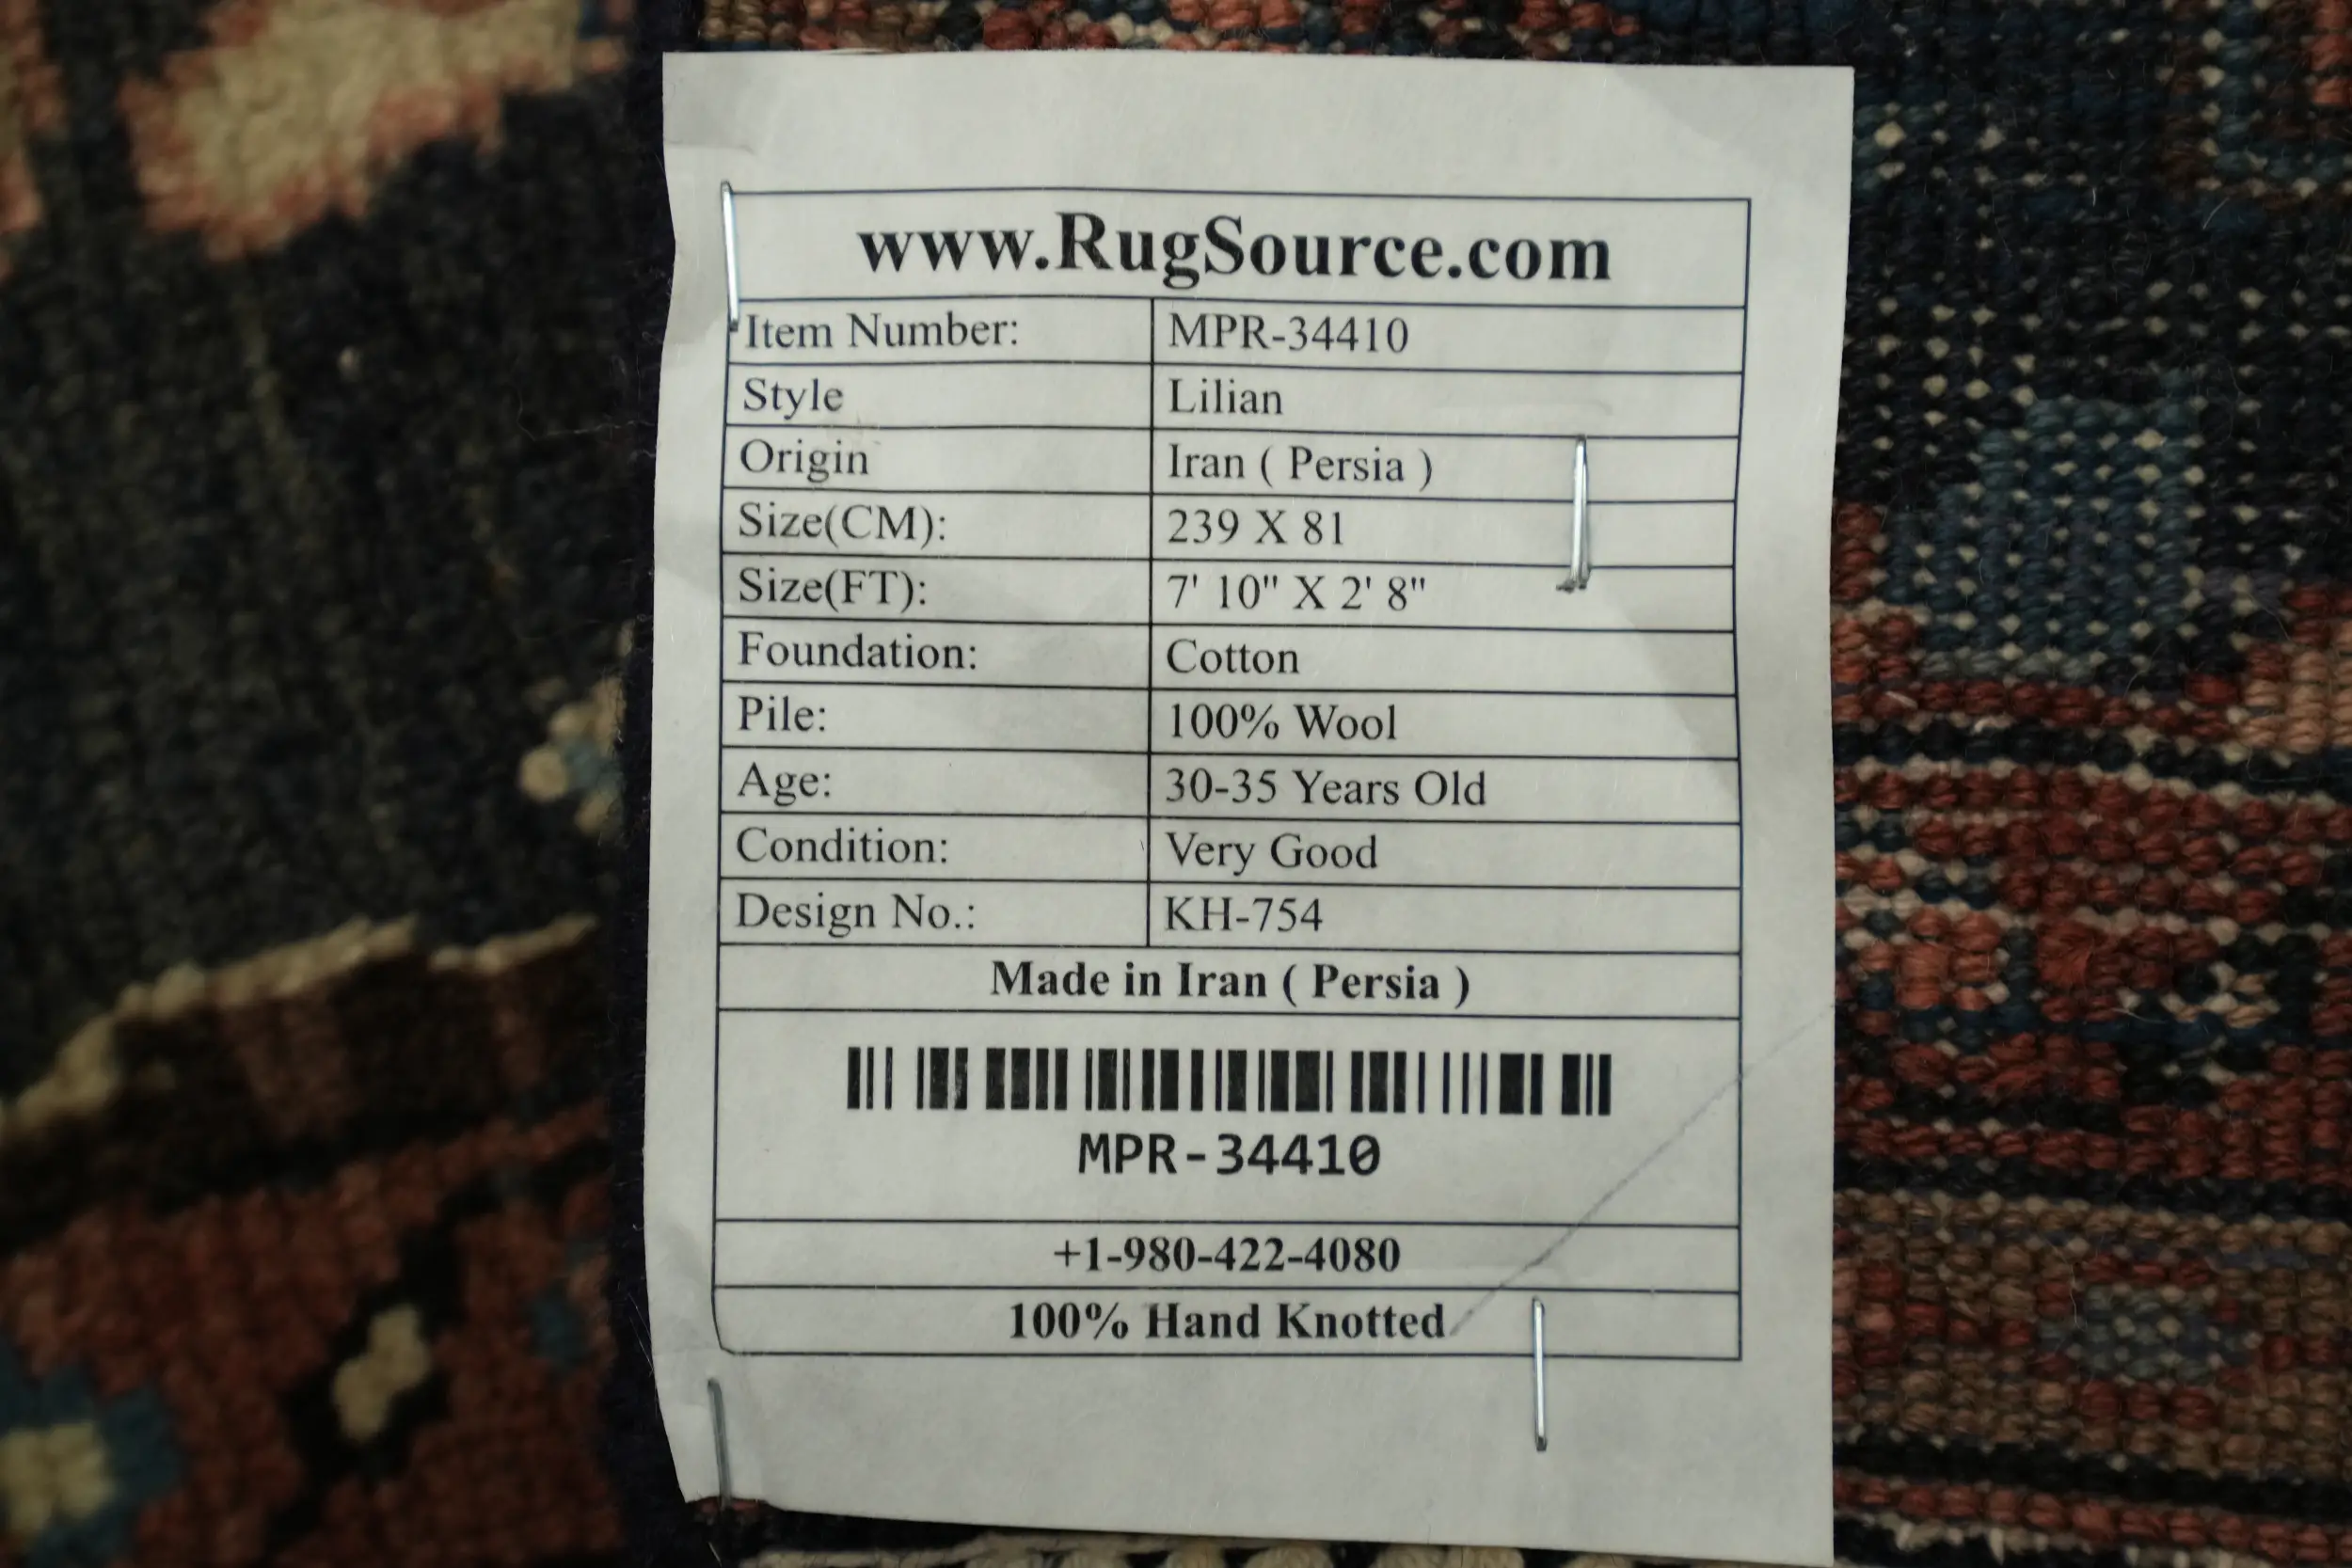 www.RugSource.com
Item Number: MPR-34410
Style Lilian
Origin Iran ( Persia )
Size(CM): 239 X 81
Size(FT): 7' 10" X 2' 8"
Foundation: Cotton
Pile: 100% Wool
Age: 30-35 Years Old
Condition: Very Good
Design No.: KH-754
Made in Iran ( Persia )
MPR-34410
+1-980-422-4080
100% Hand Knotted